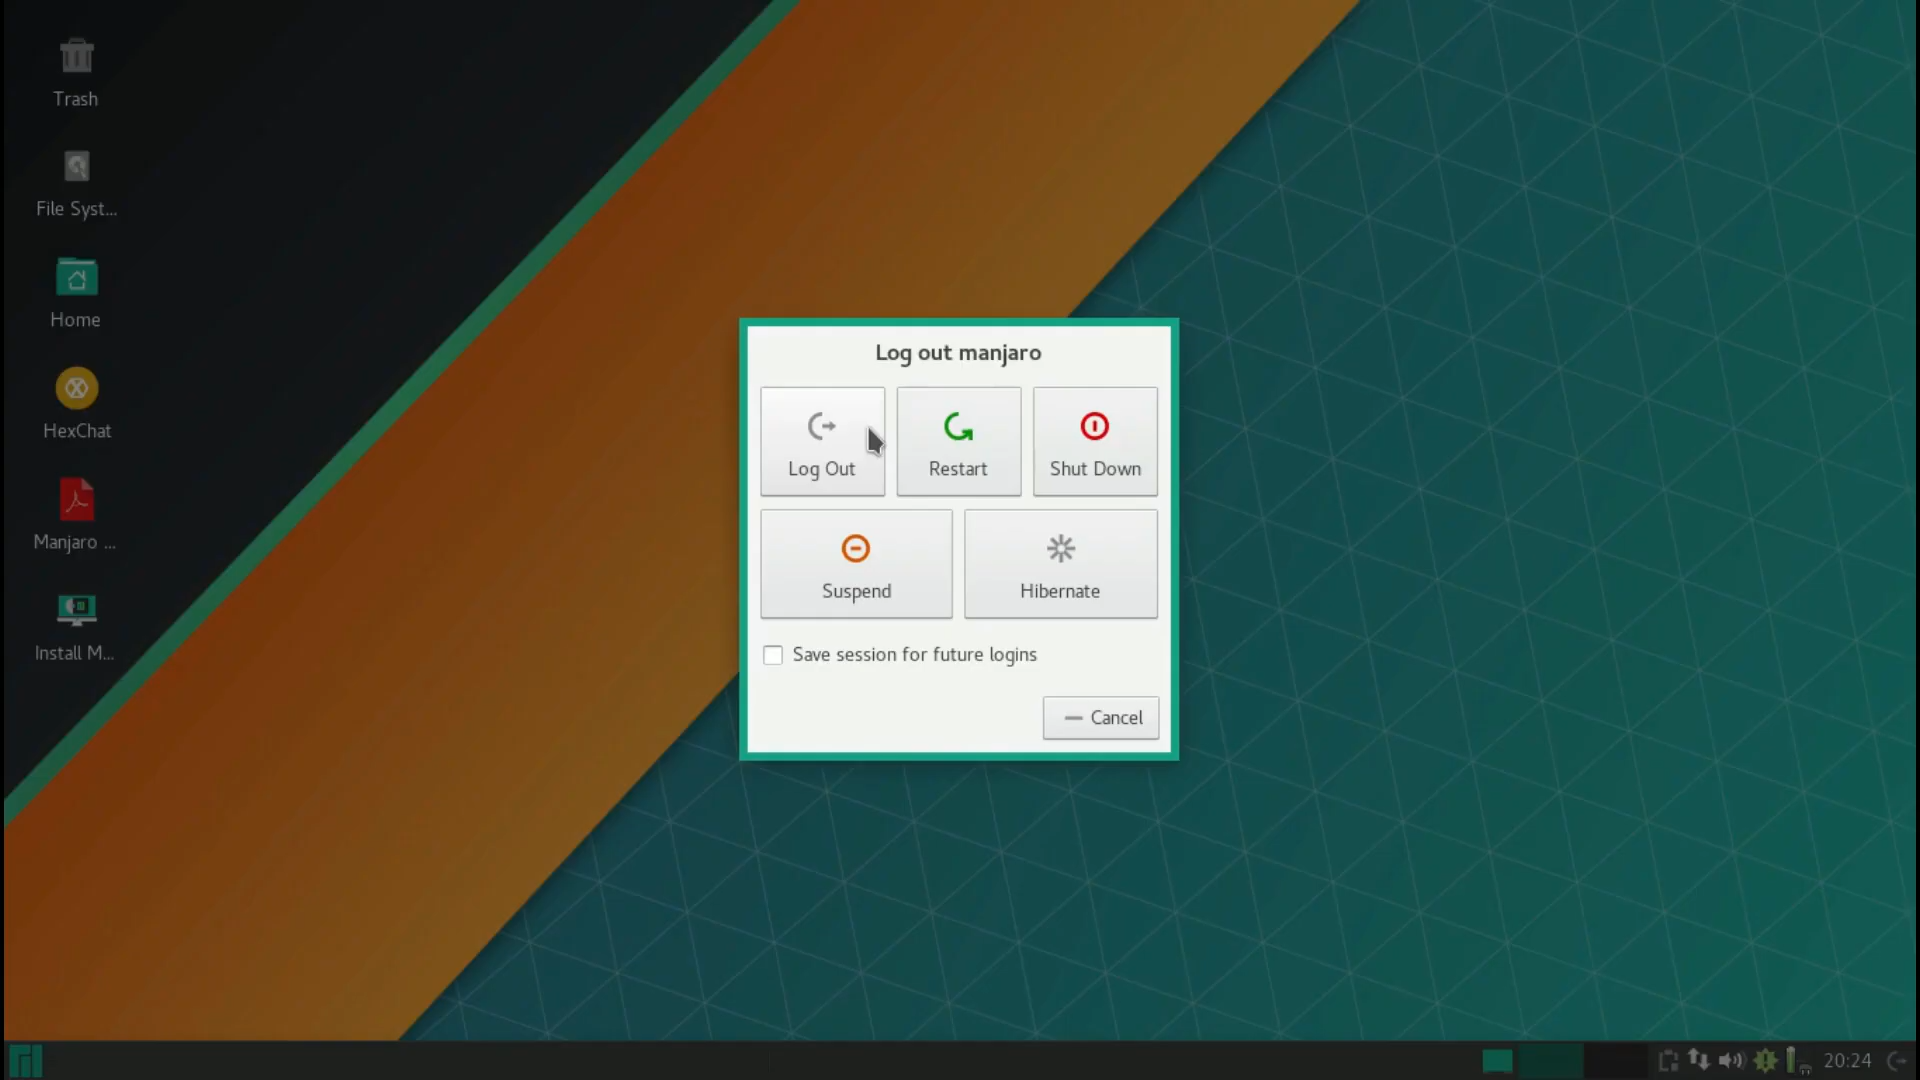 Trash
File Syst...
Home
HexChat
Manjaro ...
Install M...
Log out manjaro
Log Out
Restart
Shut Down
Suspend
Hibernate
Save session for future logins
Cancel
20:24